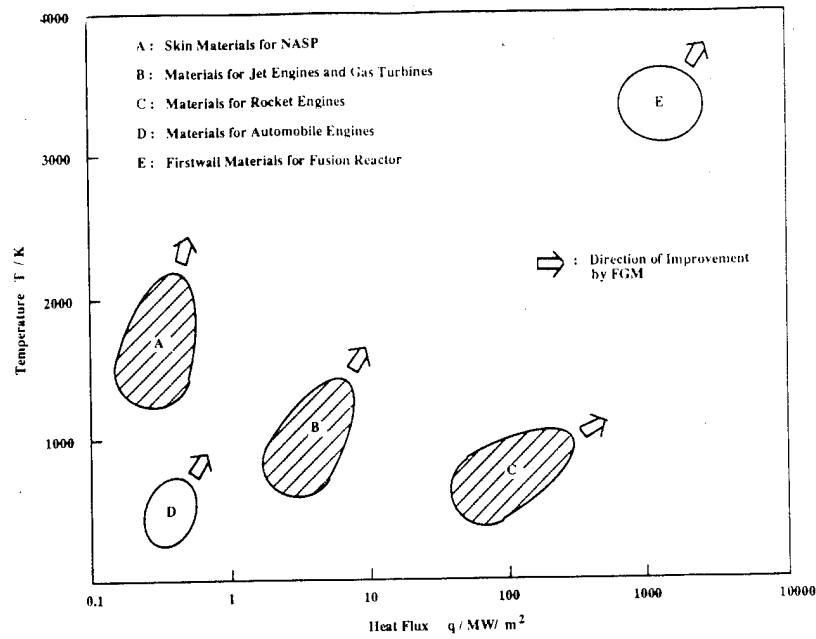 4000
A : Skin Materials for NASP
B : Materials for Jet Engines and Gas Turbines
C : Materials for Rocket Engines
D : Materials for Automobile Engines
E : Firstwall Materials for Fusion Reactor
E
3000
: Direction of Improvement
by FGM
Temperature T / K
2000
A
B
1000
C
D
0.1 1 10 100 1000 10000
Heat Flux q / MW/ m²